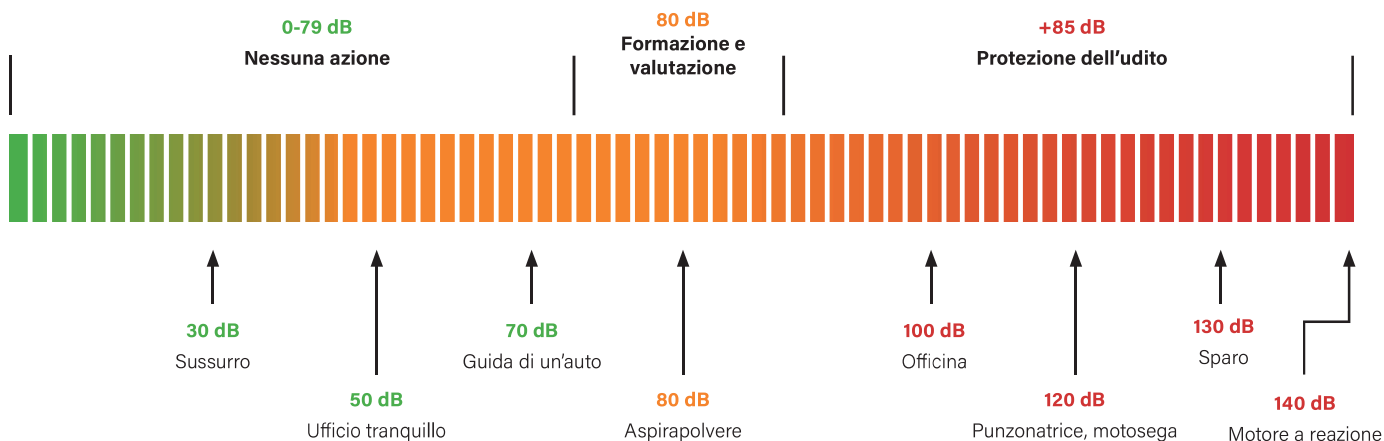 0-79 dB
Nessuna azione
80 dB
Formazione e
valutazione
+85 dB
Protezione dell'udito
30 dB
Sussurro
50 dB
Ufficio tranquillo
70 dB
Guida di un'auto
80 dB
Aspirapolvere
100 dB
Officina
120 dB
Punzonatrice, motosega
130 dB
Sparo
140 dB
Motore a reazione